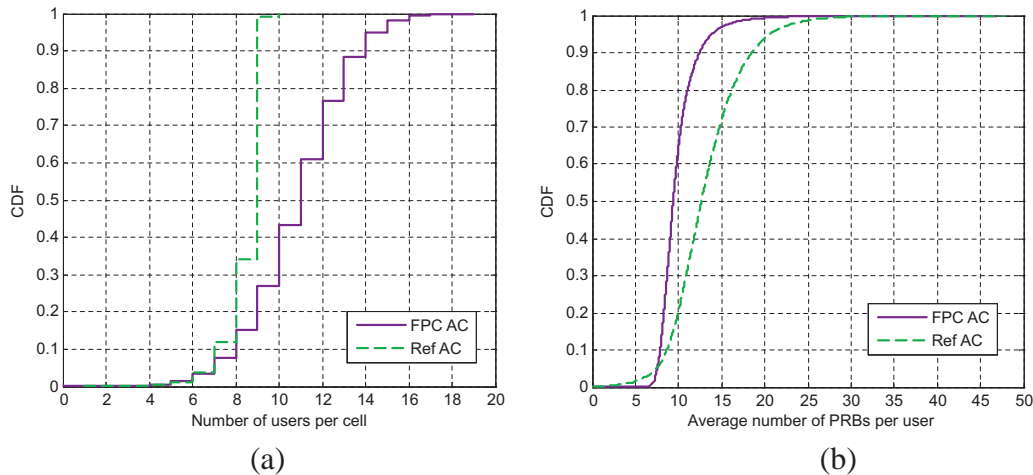 1
0.9
0.8
0.7
0.6
0.5
0.4
0.3
0.2
0.1
0
CDF
0 2 4 6 8 10 12 14 16 18 20
Number of users per cell
FPC AC
Ref AC
(a)
1
0.9
0.8
0.7
0.6
0.5
0.4
0.3
0.2
0.1
0
CDF
0 5 10 15 20 25 30 35 40 45 50
Average number of PRBs per user
FPC AC
Ref AC
(b)